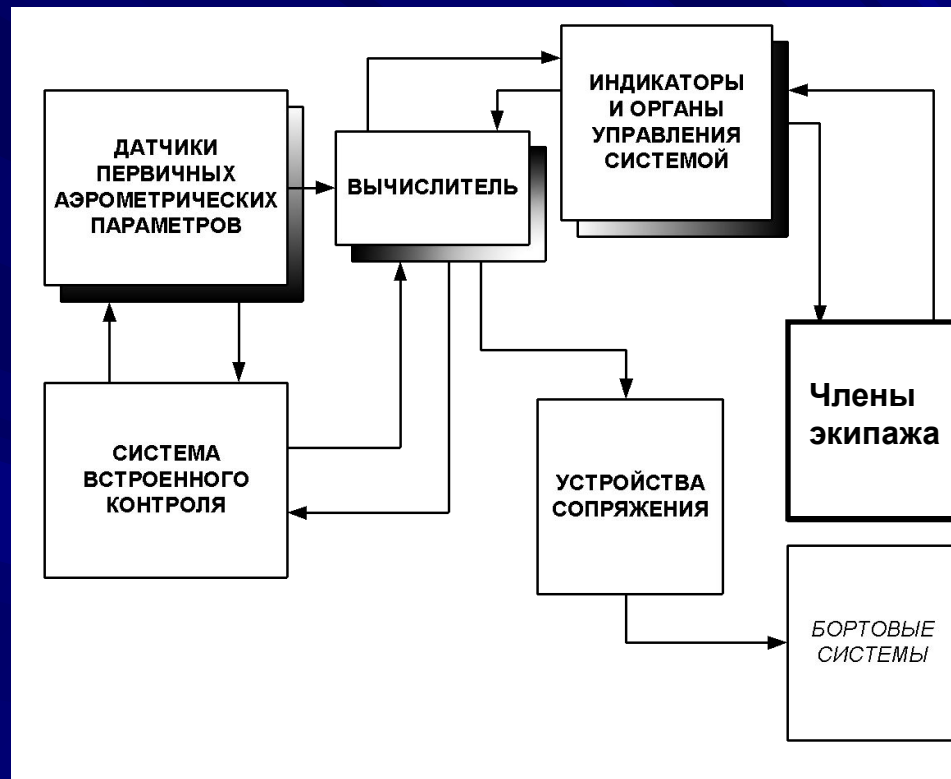 ДАТЧИКИ
ПЕРВИЧНЫХ
АЭРОМЕТРИЧЕСКИХ
ПАРАМЕТРОВ
ВЫЧИСЛИТЕЛЬ
ИНДИКАТОРЫ
И ОРГАНЫ
УПРАВЛЕНИЯ
СИСТЕМОЙ
СИСТЕМА
ВСТРОЕННОГО
КОНТРОЛЯ
УСТРОЙСТВА
СОПРЯЖЕНИЯ
Члены
экипажа
БОРТОВЫЕ
СИСТЕМЫ